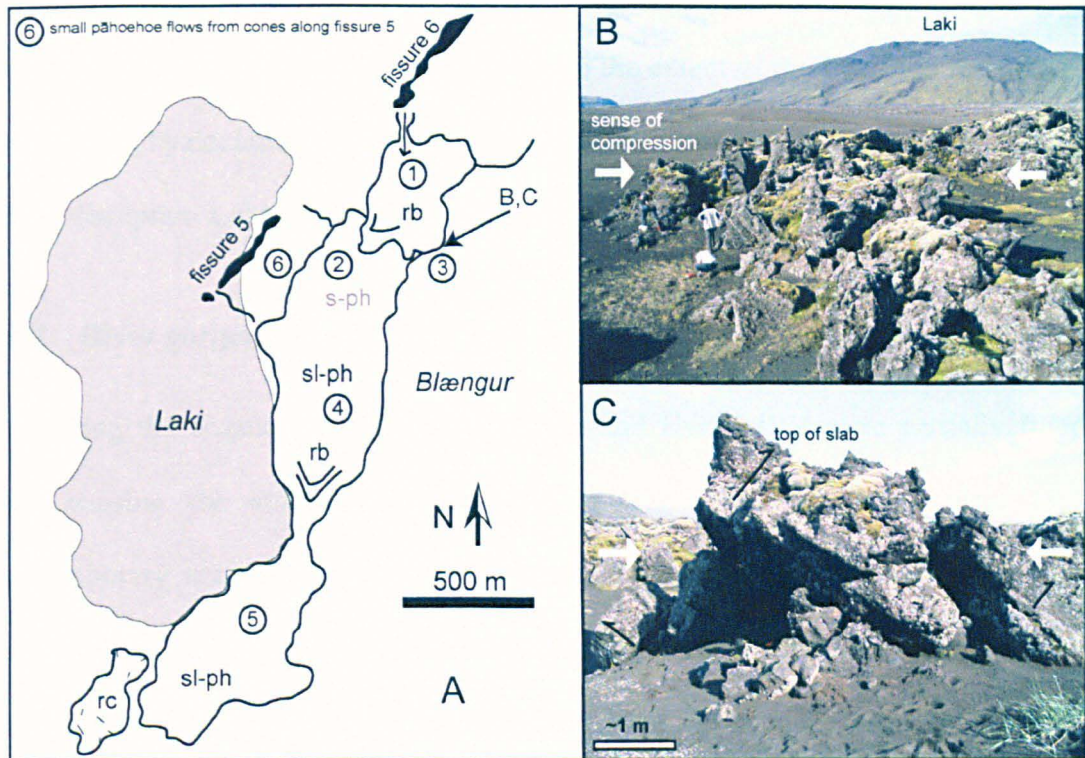 ⑥ small pāhoehoe flows from cones along fissure 5
fissure 6
①
rb
B,C
fissure 5
⑥
②
③
s-ph
sl-ph
④
Blængur
Laki
rb
N
500 m
⑤
sl-ph
rc
A
B
Laki
sense of
compression
C
top of slab
~1 m